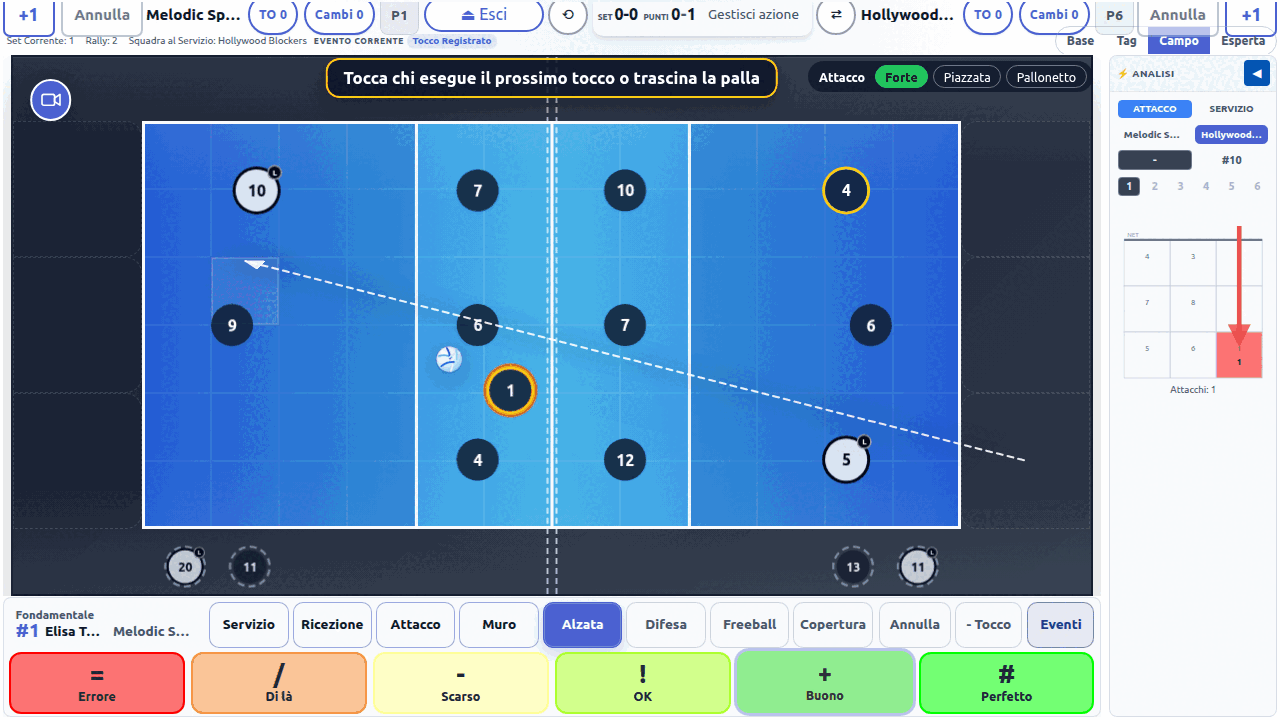 +1 Annulla Melodic Sp... TO 0 Cambi 0 P1 ⏏ Esci ⟲ SET 0-0 PUNTI 0-1 Gestisci azione ⇄ Hollywood... TO 0 Cambi 0 P6 Annulla +1
Set Corrente: 1 Rally: 2 Squadra al Servizio: Hollywood Blockers EVENTO CORRENTE Tocco Registrato Base Tag Campo Esperta
Tocca chi esegue il prossimo tocco o trascina la palla
Attacco Forte Piazzata Pallonetto
10 L 7 10 4
9 6 7 6
1
4 12 5 L
20 L 11 13 11 L
⚡ ANALISI ◀
ATTACCO SERVIZIO
Melodic S... Hollywood...
- #10
1 2 3 4 5 6
NET
4 3
7 8
5 6 1
Attacchi: 1
Fondamentale
#1 Elisa T... Melodic S...
Servizio Ricezione Attacco Muro Alzata Difesa Freeball Copertura Annulla - Tocco Eventi
= / - ! + #
Errore Di là Scarso OK Buono Perfetto